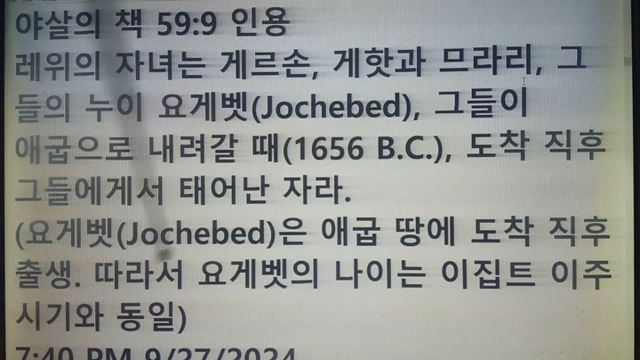 야살의 책 59:9 인용
레위의 자녀는 게르손, 게핫과 므라리, 그
들의 누이 요게벳(Jochebed), 그들이
애굽으로 내려갈 때(1656 B.C.), 도착 직후
그들에게서 태어난 자라.
(요게벳(Jochebed)은 애굽 땅에 도착 직후
출생. 따라서 요게벳의 나이는 이집트 이주
시기와 동일)
7:40 PM 9/27/2024